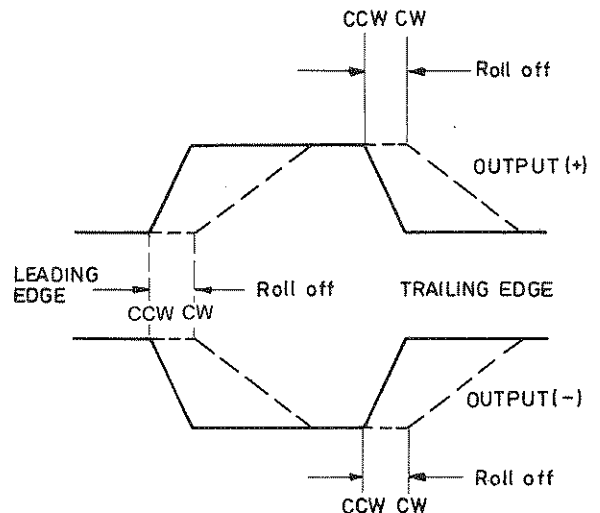 CCW CW
Roll off
OUTPUT(+)
LEADING
EDGE
Roll off
TRAILING EDGE
CCW CW
OUTPUT(-)
Roll off
CCW CW